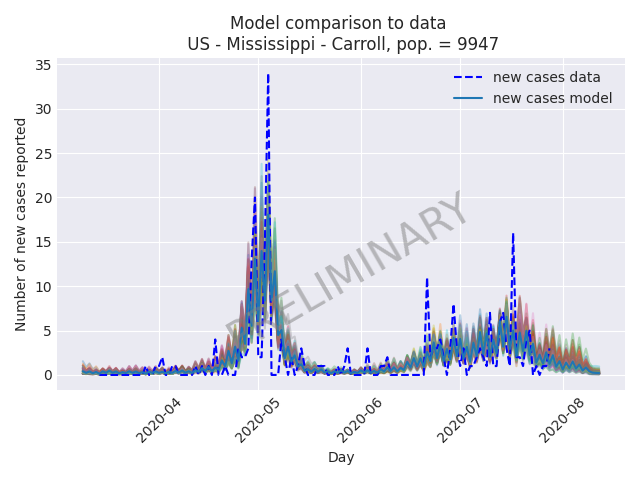 Model comparison to data
US - Mississippi - Carroll, pop. = 9947
new cases data
new cases model
35
30
25
20
15
10
5
0
Number of new cases reported
PRELIMINARY
2020-04
2020-05
2020-06
2020-07
2020-08
Day